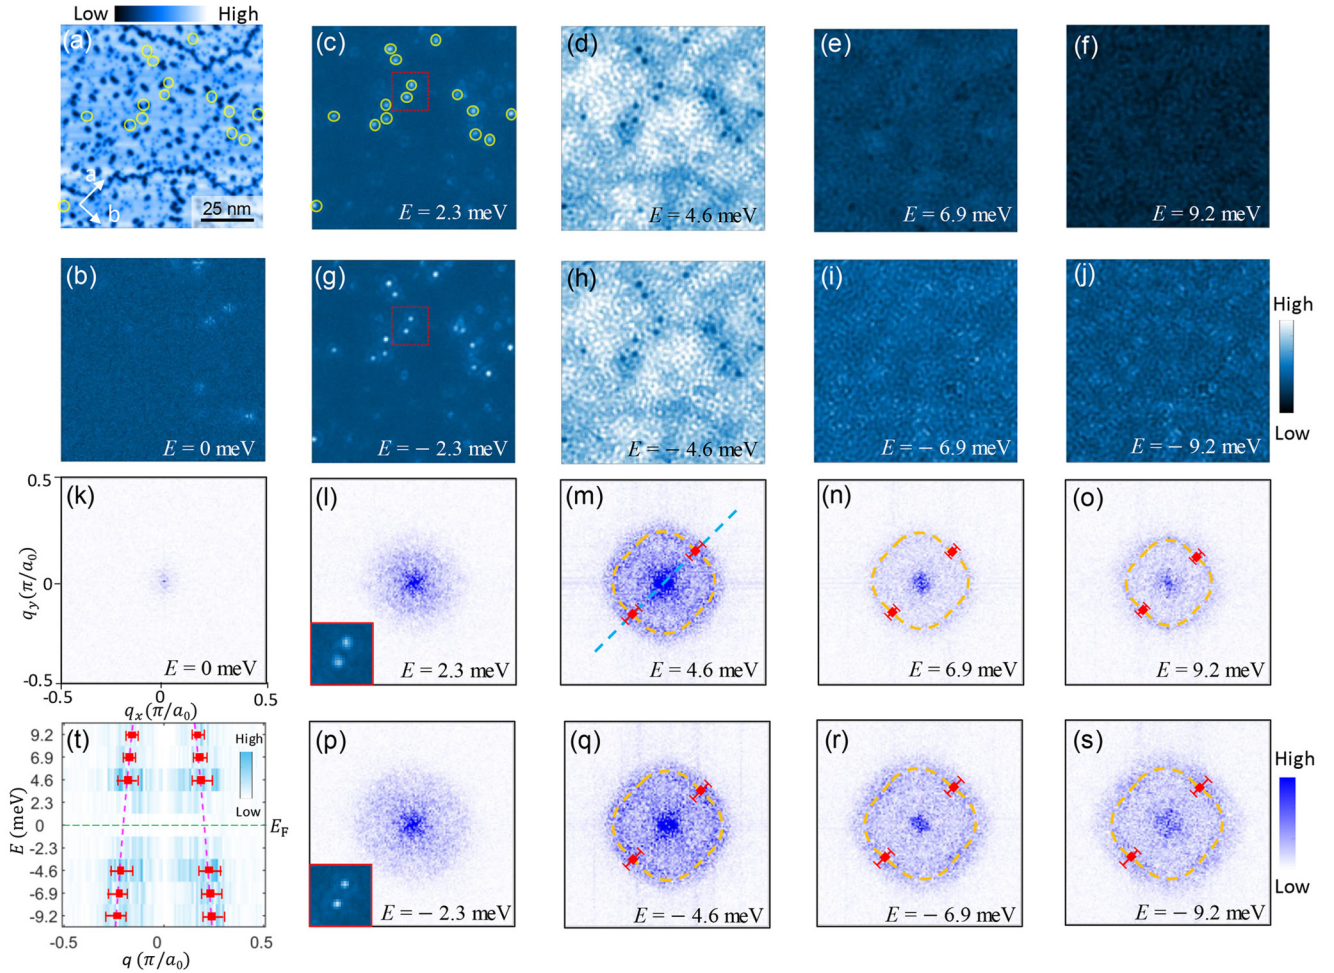 Low High
(a)
a
b
25 nm
(c)
E = 2.3 meV
(d)
E = 4.6 meV
(e)
E = 6.9 meV
(f)
E = 9.2 meV
(b)
E = 0 meV
(g)
E = − 2.3 meV
(h)
E = − 4.6 meV
(i)
E = − 6.9 meV
(j)
E = − 9.2 meV
High
Low
0.5
0
-0.5
q_y (π/a₀)
(k)
E = 0 meV
-0.5 0 0.5
q_x (π/a₀)
(l)
E = 2.3 meV
(m)
E = 4.6 meV
(n)
E = 6.9 meV
(o)
E = 9.2 meV
(t)
High
Low
9.2
6.9
4.6
2.3
0
-2.3
-4.6
-6.9
-9.2
E (meV)
E_F
-0.5 0 0.5
q (π/a₀)
(p)
E = − 2.3 meV
(q)
E = − 4.6 meV
(r)
E = − 6.9 meV
(s)
E = − 9.2 meV
High
Low